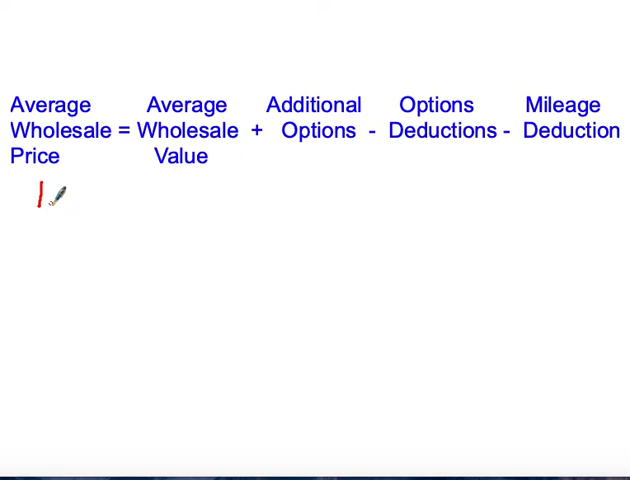 Average Average Additional Options Mileage
Wholesale = Wholesale + Options - Deductions - Deduction
Price Value